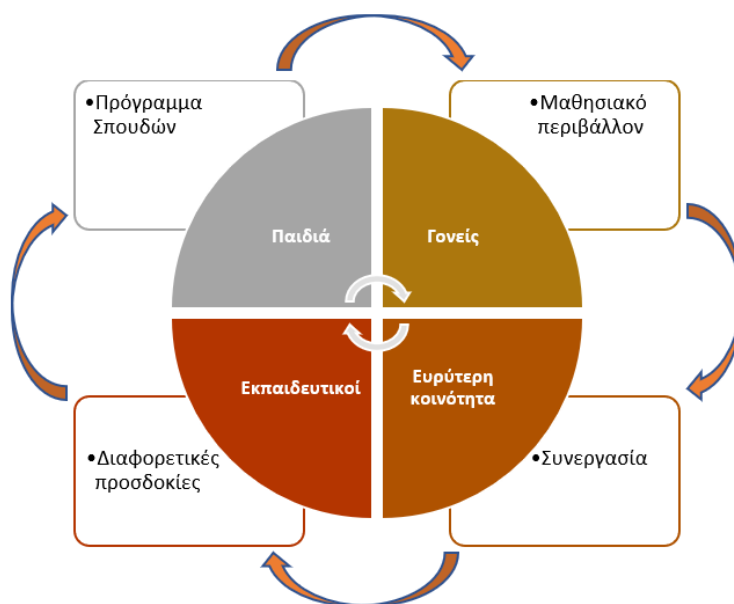 •Πρόγραμμα
Σπουδών
•Μαθησιακό
περιβάλλον
Παιδιά
Γονείς
Εκπαιδευτικοί
Ευρύτερη
κοινότητα
•Διαφορετικές
προσδοκίες
•Συνεργασία